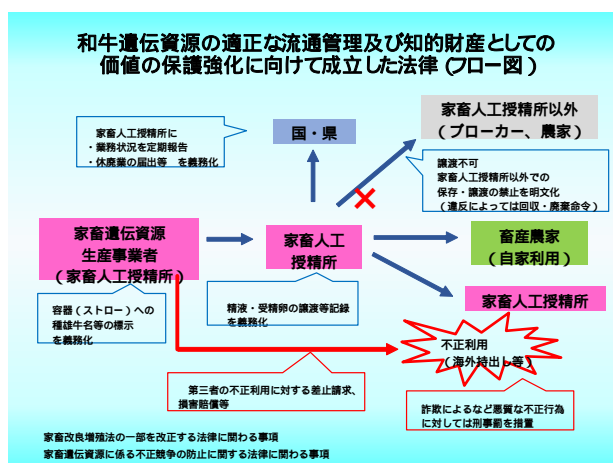 和牛遺伝資源の適正な流通管理及び知的財産としての
価値の保護強化に向けて成立した法律(フロー図)
家畜人工授精所に
・業務状況を定期報告
・休廃業の届出等 を義務化
国・県
家畜人工授精所以外
(ブローカー、農家)
譲渡不可
家畜人工授精所以外での
保存・譲渡の禁止を明文化
(違反によっては回収・廃棄命令)
家畜遺伝資源
生産事業者
(家畜人工授精所)
家畜人工
授精所
畜産農家
(自家利用)
家畜人工授精所
容器(ストロー)への
種雄牛名等の標示
を義務化
精液・受精卵の譲渡等記録
を義務化
不正利用
(海外持出し等)
第三者の不正利用に対する差止請求、
損害賠償等
詐欺によるなど悪質な不正行為
に対しては刑事罰を措置
家畜改良増殖法の一部を改正する法律に関わる事項
家畜遺伝資源に係る不正競争の防止に関する法律に関わる事項